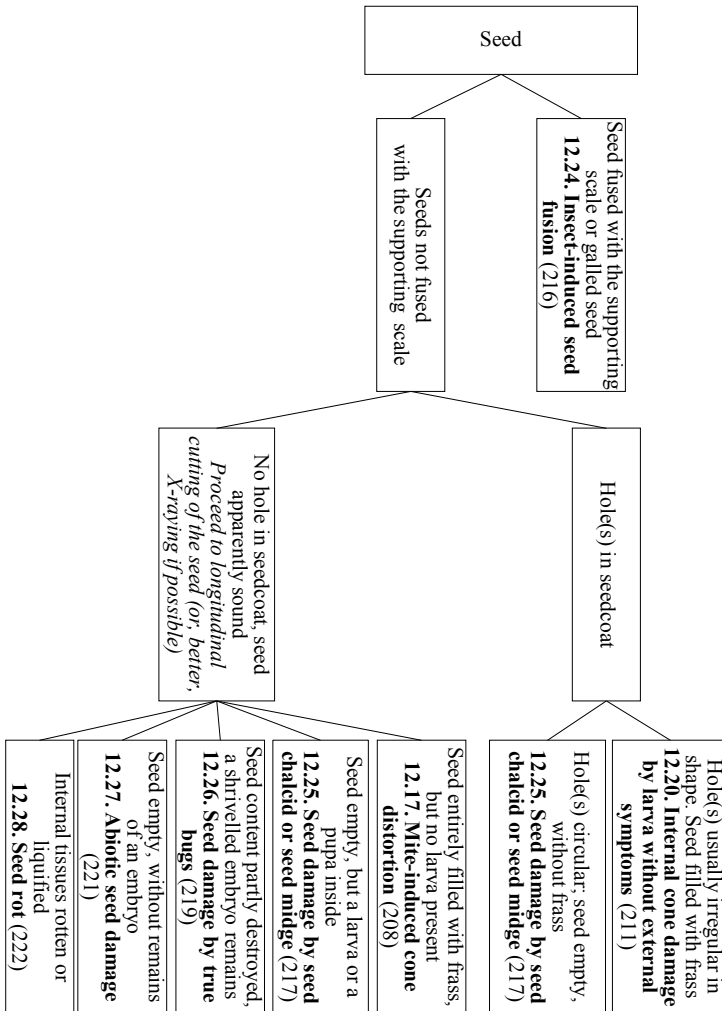 Seed
Seed fused with the supporting
scale or galled seed
12.24. Insect-induced seed
fusion (216)
Seeds not fused
with the supporting scale
Hole(s) in seedcoat
No hole in seedcoat, seed
apparently sound
Proceed to longitudinal
cutting of the seed (or, better,
X-raying if possible)
Hole(s) usually irregular in
shape. Seed filled with frass
12.20. Internal cone damage
by larva without external
symptoms (211)
Hole(s) circular; seed empty,
without frass
12.25. Seed damage by seed
chalcid or seed midge (217)
Seed entirely filled with frass,
but no larva present
12.17. Mite-induced cone
distortion (208)
Seed empty, but a larva or a
pupa inside
12.25. Seed damage by seed
chalcid or seed midge (217)
Seed content partly destroyed,
a shrivelled embryo remains
12.26. Seed damage by true
bugs (219)
Seed empty, without remains
of an embryo
12.27. Abiotic seed damage
(221)
Internal tissues rotten or
liquified
12.28. Seed rot (222)